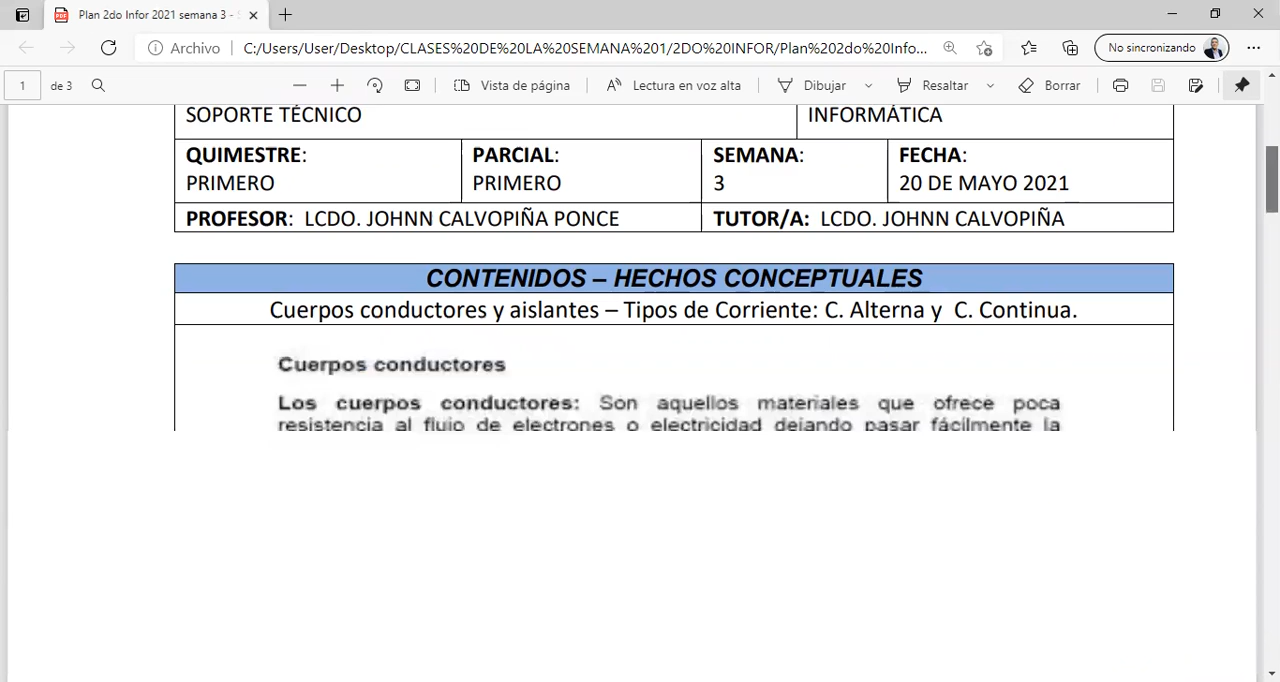 Plan 2do Infor 2021 semana 3 -
Archivo C:/Users/User/Desktop/CLASES%20DE%20LA%20SEMANA%201/2DO%20INFOR/Plan%202do%20Info... No sincronizando
1 de 3 Vista de página Lectura en voz alta Dibujar Resaltar Borrar
SOPORTE TÉCNICO INFORMÁTICA
QUIMESTRE: PARCIAL: SEMANA: FECHA:
PRIMERO PRIMERO 3 20 DE MAYO 2021
PROFESOR: LCDO. JOHNN CALVOPIÑA PONCE TUTOR/A: LCDO. JOHNN CALVOPIÑA
CONTENIDOS – HECHOS CONCEPTUALES
Cuerpos conductores y aislantes – Tipos de Corriente: C. Alterna y C. Continua.
Cuerpos conductores
Los cuerpos conductores: Son aquellos materiales que ofrece poca
resistencia al flujo de electrones o electricidad dejando pasar fácilmente la